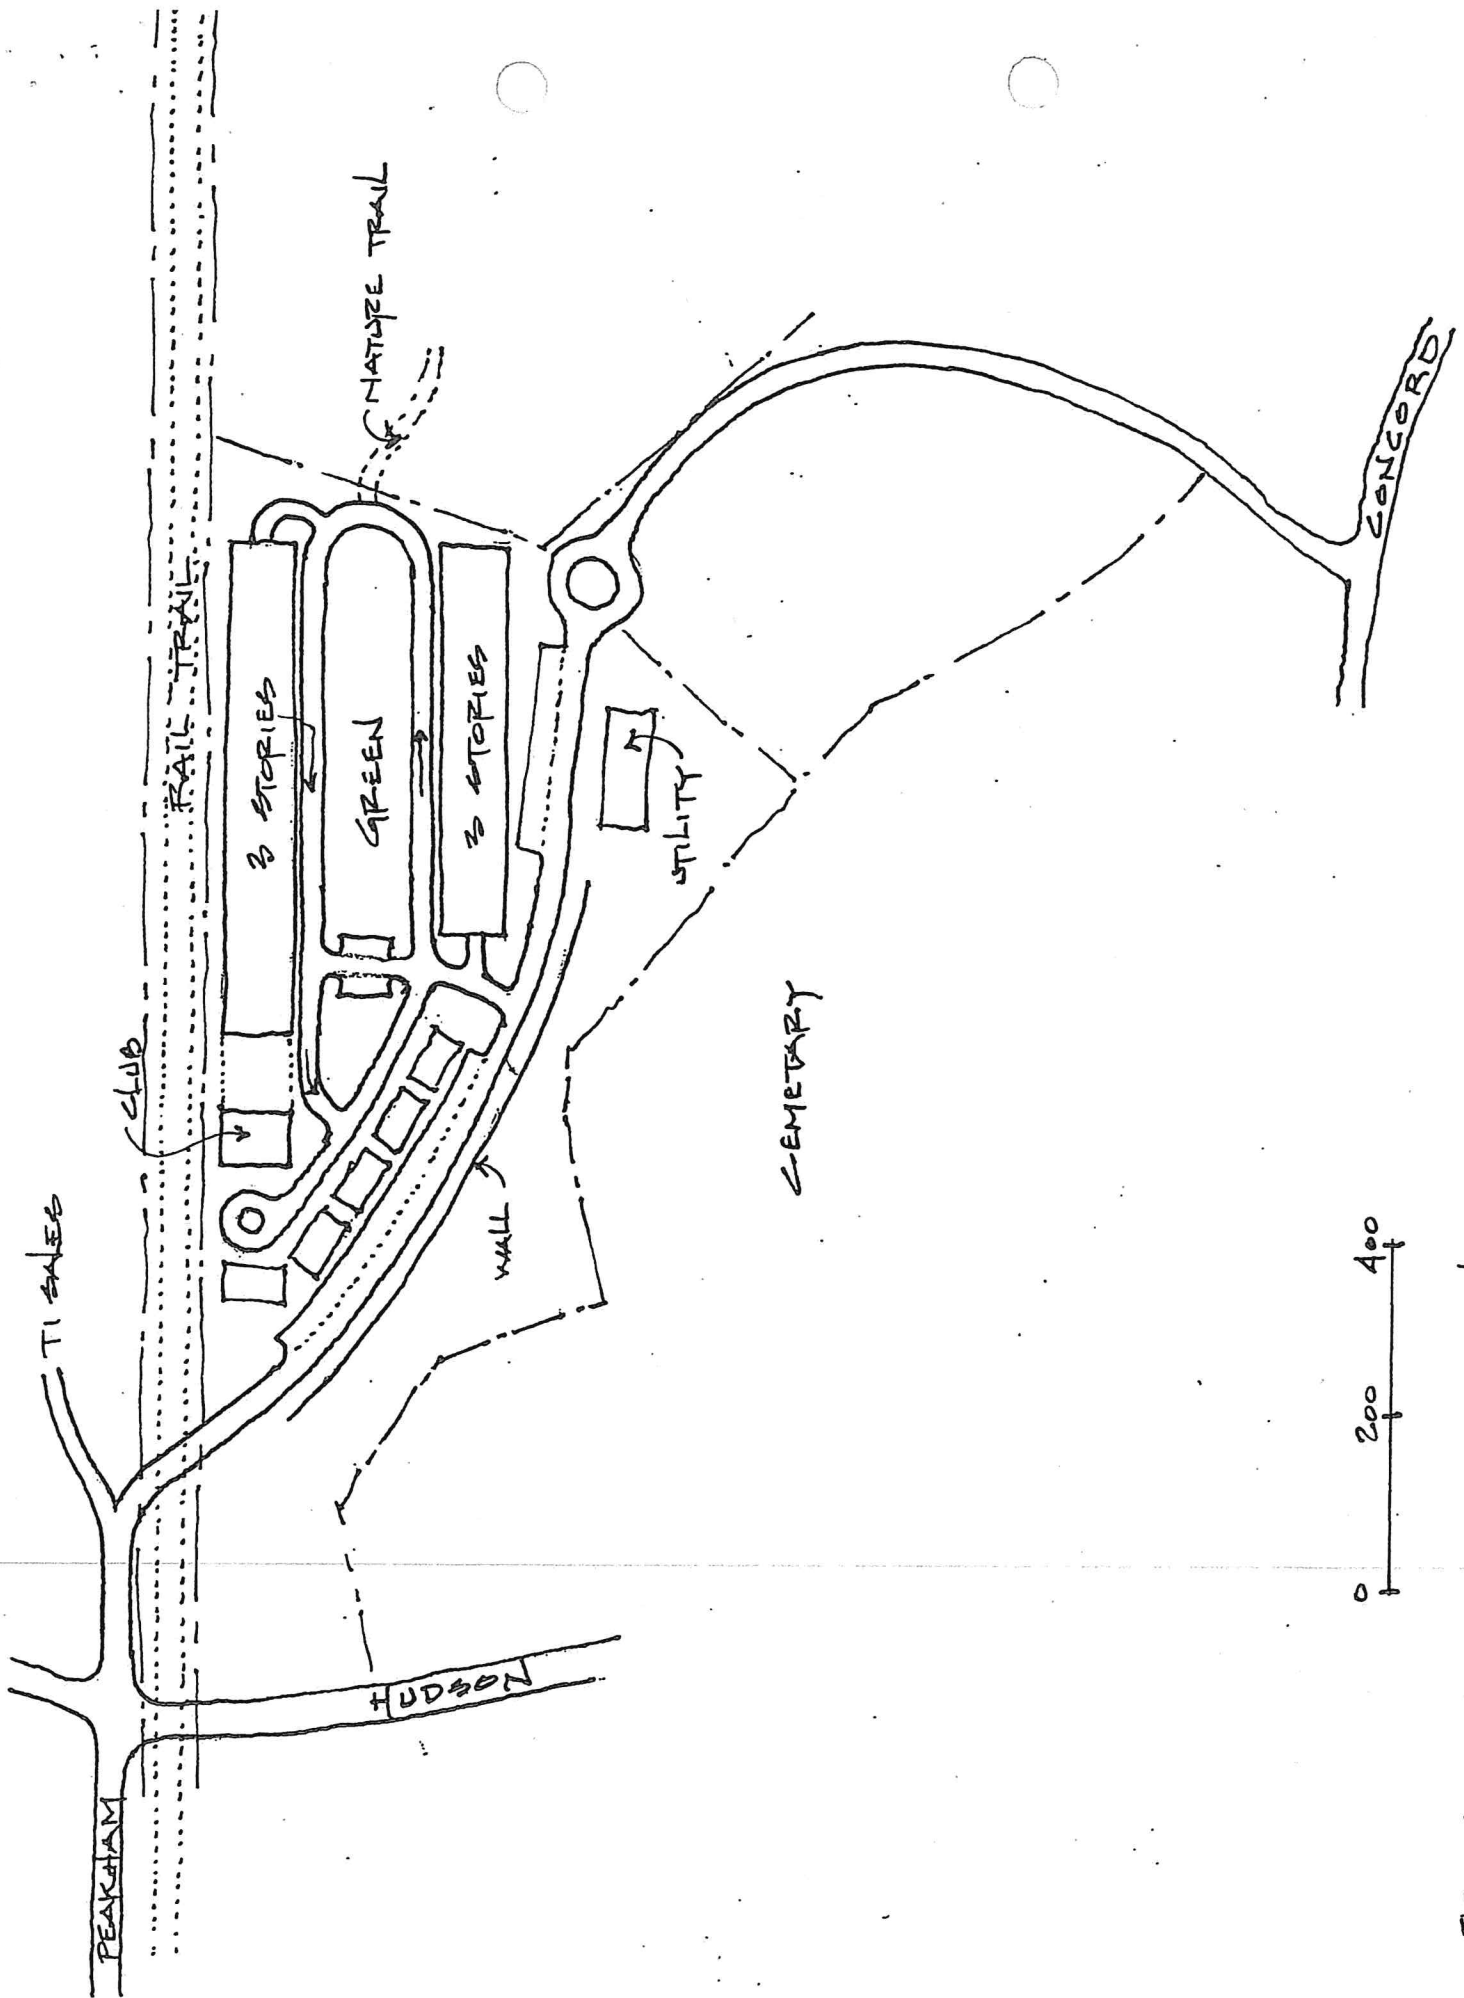 TI SALES
RAIL TRAIL
NATURE TRAIL
CLUB
3 STORIES
GREEN
3 STORIES
UTILITY
WALL
CEMETARY
PEAKHAM
HUDSON
CONCORD
0 200 400